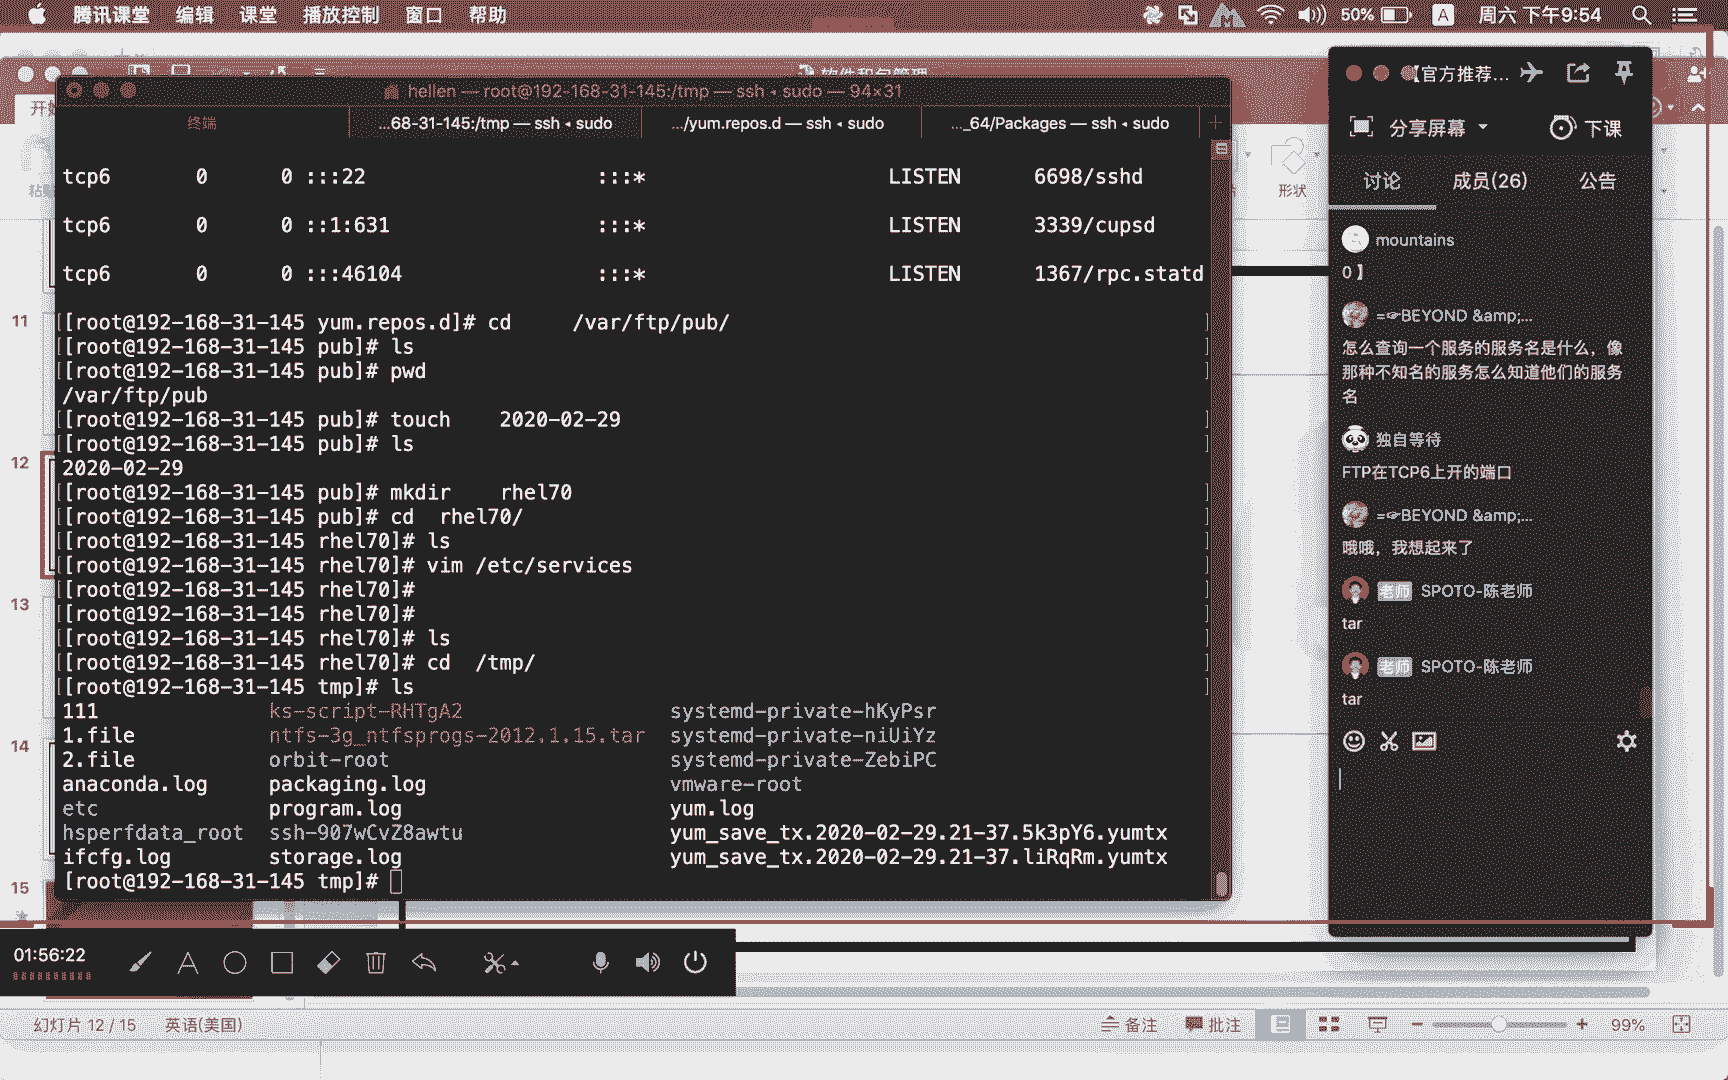 腾讯课堂 编辑 课堂 播放控制 窗口 帮助
50% A 周六 下午9:54
hellen — root@192-168-31-145:/tmp — ssh ◂ sudo — 94×31
终端 ...68-31-145:/tmp — ssh ◂ sudo .../yum.repos.d — ssh ◂ sudo ..._64/Packages — ssh ◂ sudo
tcp6 0 0 :::22 :::* LISTEN 6698/sshd
tcp6 0 0 ::1:631 :::* LISTEN 3339/cupsd
tcp6 0 0 :::46104 :::* LISTEN 1367/rpc.statd
[[root@192-168-31-145 yum.repos.d]# cd /var/ftp/pub/ ]
[[root@192-168-31-145 pub]# ls ]
[[root@192-168-31-145 pub]# pwd ]
/var/ftp/pub
[[root@192-168-31-145 pub]# touch 2020-02-29 ]
[[root@192-168-31-145 pub]# ls ]
2020-02-29
[[root@192-168-31-145 pub]# mkdir rhel70 ]
[[root@192-168-31-145 pub]# cd rhel70/ ]
[[root@192-168-31-145 rhel70]# ls ]
[[root@192-168-31-145 rhel70]# vim /etc/services ]
[[root@192-168-31-145 rhel70]# ]
[[root@192-168-31-145 rhel70]# ]
[[root@192-168-31-145 rhel70]# ls ]
[[root@192-168-31-145 rhel70]# cd /tmp/ ]
[[root@192-168-31-145 tmp]# ls ]
111 ks-script-RHTgA2 systemd-private-hKyPsr
1.file ntfs-3g_ntfsprogs-2012.1.15.tar systemd-private-niUiYz
2.file orbit-root systemd-private-ZebiPC
anaconda.log packaging.log vmware-root
etc program.log yum.log
hsperfdata_root ssh-907wCvZ8awtu yum_save_tx.2020-02-29.21-37.5k3pY6.yumtx
ifcfg.log storage.log yum_save_tx.2020-02-29.21-37.liRqRm.yumtx
[root@192-168-31-145 tmp]#
官方推荐...
分享屏幕 下课
讨论 成员(26) 公告
mountains
0 】
=☞BEYOND &amp;...
怎么查询一个服务的服务名是什么，像
那种不知名的服务怎么知道他们的服务
名
独自等待
FTP在TCP6上开的端口
=☞BEYOND &amp;...
哦哦，我想起来了
老师 SPOTO-陈老师
tar
老师 SPOTO-陈老师
tar
形状
11
12
13
14
15
01:56:22
幻灯片 12 / 15 英语(美国)
备注 批注 99%